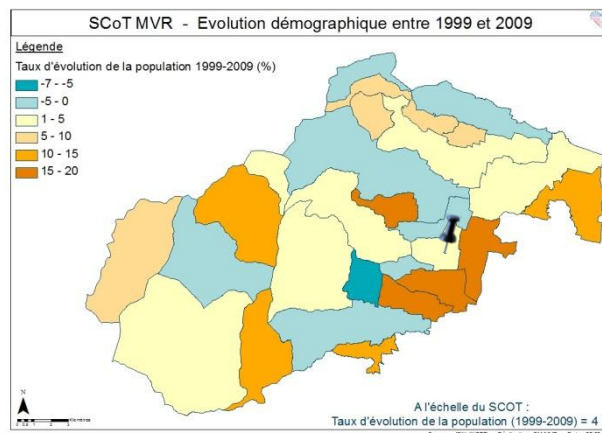 SCoT MVR - Evolution démographique entre 1999 et 2009
Légende
Taux d'évolution de la population 1999-2009 (%)
-7 - -5
-5 - 0
1 - 5
5 - 10
10 - 15
15 - 20
N
A l'échelle du SCOT :
Taux d'évolution de la population (1999-2009) = 4